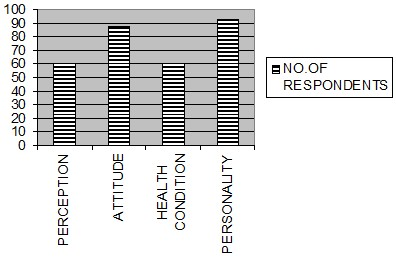 100
90
80
70
60
50
40
30
20
10
0
PERCEPTION
ATTITUDE
HEALTH
CONDITION
PERSONALITY
NO.OF
RESPONDENTS